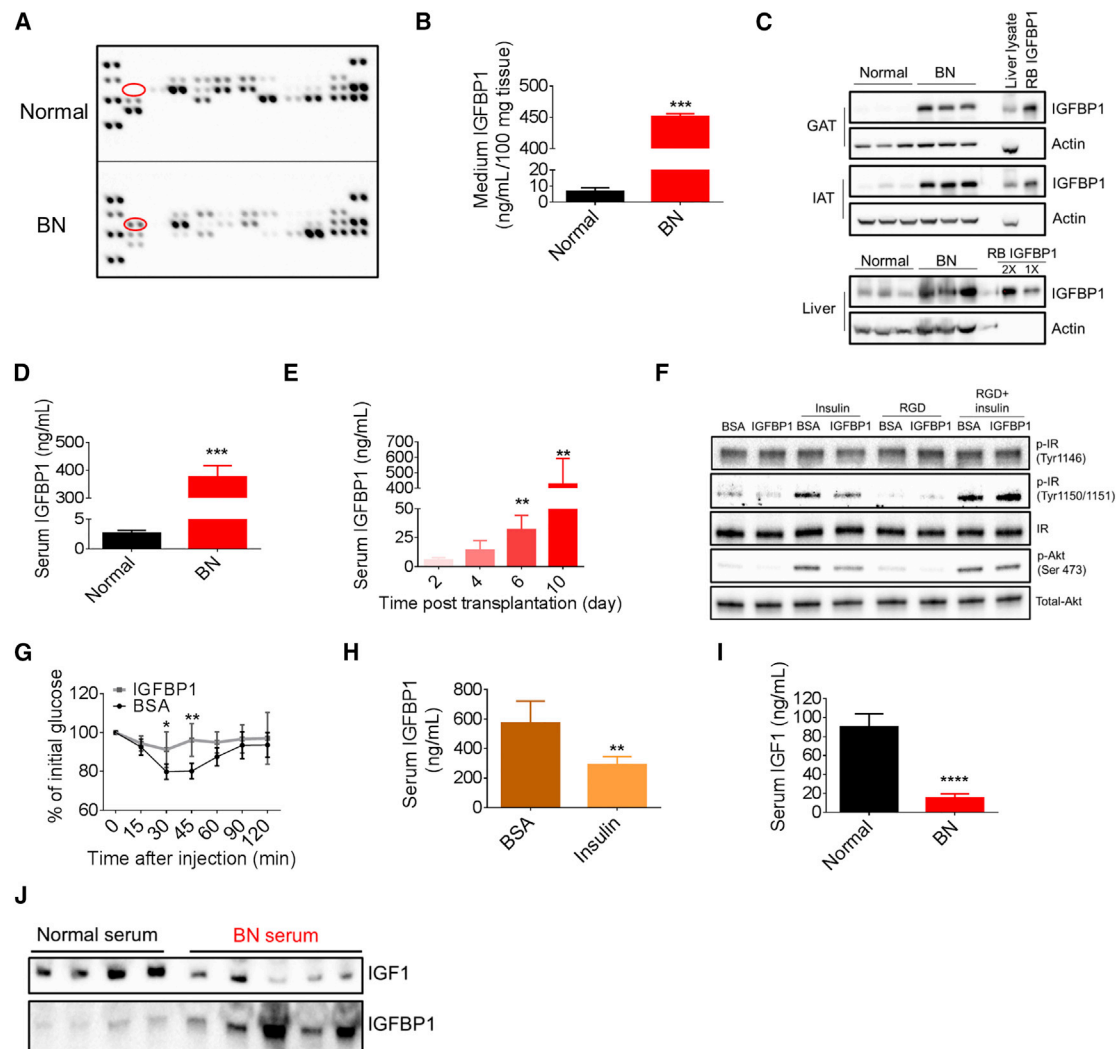 A
Normal
BN
B
Medium IGFBP1
(ng/mL/100 mg tissue)
500
450
400
20
10
0
***
Normal
BN
C
Normal
BN
Liver lysate
RB IGFBP1
GAT
IGFBP1
Actin
IAT
IGFBP1
Actin
Normal
BN
RB IGFBP1
2X 1X
Liver
IGFBP1
Actin
D
Serum IGFBP1 (ng/mL)
500
400
300
5
0
***
Normal
BN
E
Serum IGFBP1 (ng/mL)
700
600
500
400
50
25
0
**
**
2
4
6
10
Time post transplantation (day)
F
Insulin
RGD
RGD+
insulin
BSA IGFBP1 BSA IGFBP1 BSA IGFBP1 BSA IGFBP1
p-IR
(Tyr1146)
p-IR
(Tyr1150/1151)
IR
p-Akt
(Ser 473)
Total-Akt
G
% of initial glucose
120
100
80
60
IGFBP1
BSA
*
**
0
15
30
45
60
90
120
Time after injection (min)
H
Serum IGFBP1
(ng/mL)
800
600
400
200
0
**
BSA
Insulin
I
Serum IGF1 (ng/mL)
120
100
80
60
40
20
0
****
Normal
BN
J
Normal serum
BN serum
IGF1
IGFBP1